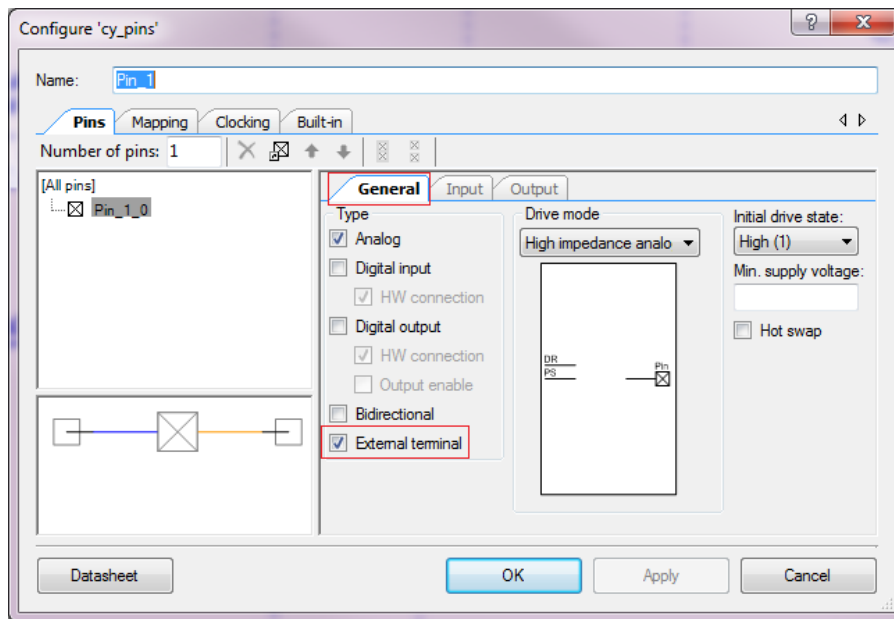 Configure 'cy_pins'
Name: Pin_1
Pins Mapping Clocking Built-in
Number of pins: 1
[All pins]
Pin_1_0
General Input Output
Type
Analog
Digital input
HW connection
Digital output
HW connection
Output enable
Bidirectional
External terminal
Drive mode
High impedance analo
DR
PS
Pin
Initial drive state:
High (1)
Min. supply voltage:
Hot swap
Datasheet OK Apply Cancel